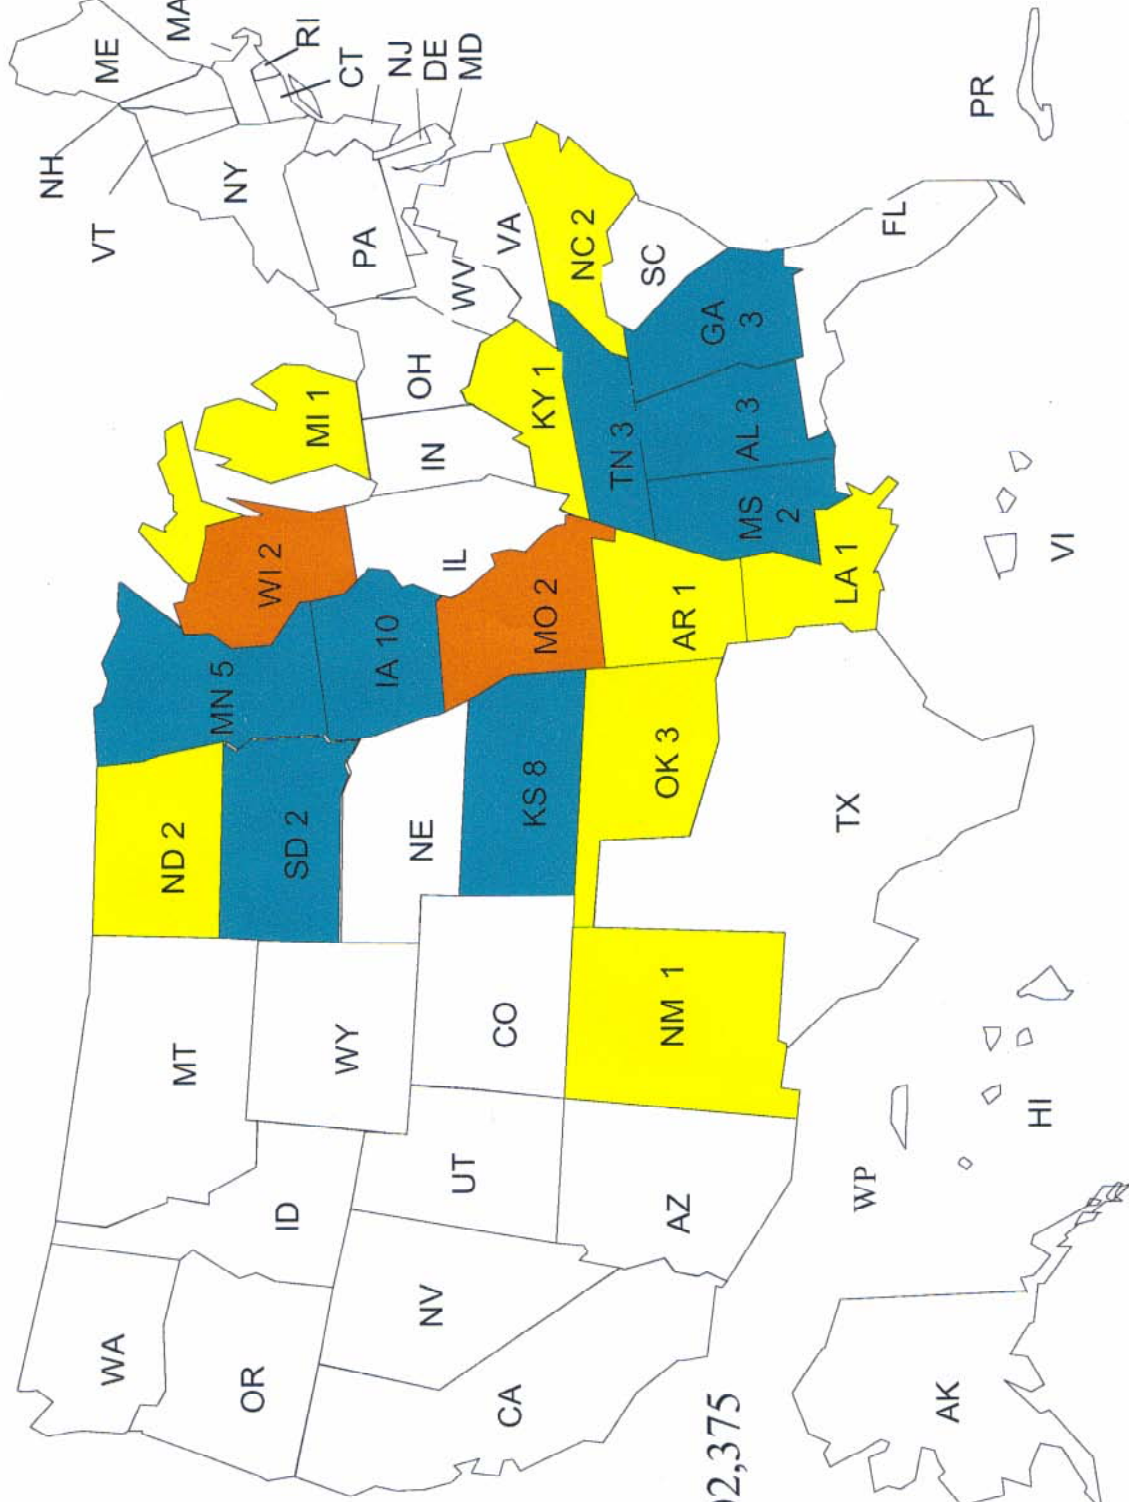 WA
OR
CA
NV
ID
MT
WY
UT
AZ
CO
NM 1
ND 2
SD 2
NE
KS 8
OK 3
TX
MN 5
IA 10
MO 2
AR 1
LA 1
WI 2
IL
MI 1
IN
OH
KY 1
TN 3
MS
2
AL 3
GA
3
FL
SC
NC 2
VA
WV
PA
NY
VT
NH
ME
MA
RI
CT
NJ
DE
MD
AK
WP
HI
VI
PR